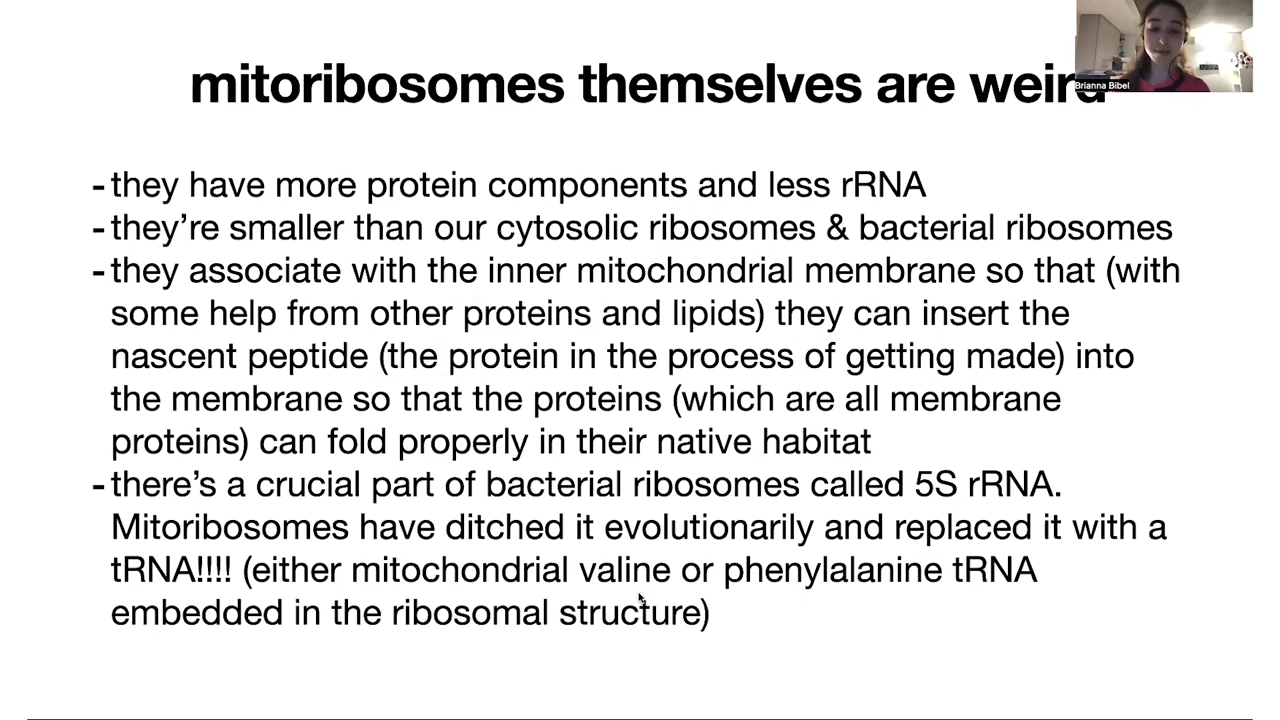 mitoribosomes themselves are weird
Brianna Bibel
- they have more protein components and less rRNA
- they're smaller than our cytosolic ribosomes & bacterial ribosomes
- they associate with the inner mitochondrial membrane so that (with
some help from other proteins and lipids) they can insert the
nascent peptide (the protein in the process of getting made) into
the membrane so that the proteins (which are all membrane
proteins) can fold properly in their native habitat
- there's a crucial part of bacterial ribosomes called 5S rRNA.
Mitoribosomes have ditched it evolutionarily and replaced it with a
tRNA!!!! (either mitochondrial valine or phenylalanine tRNA
embedded in the ribosomal structure)